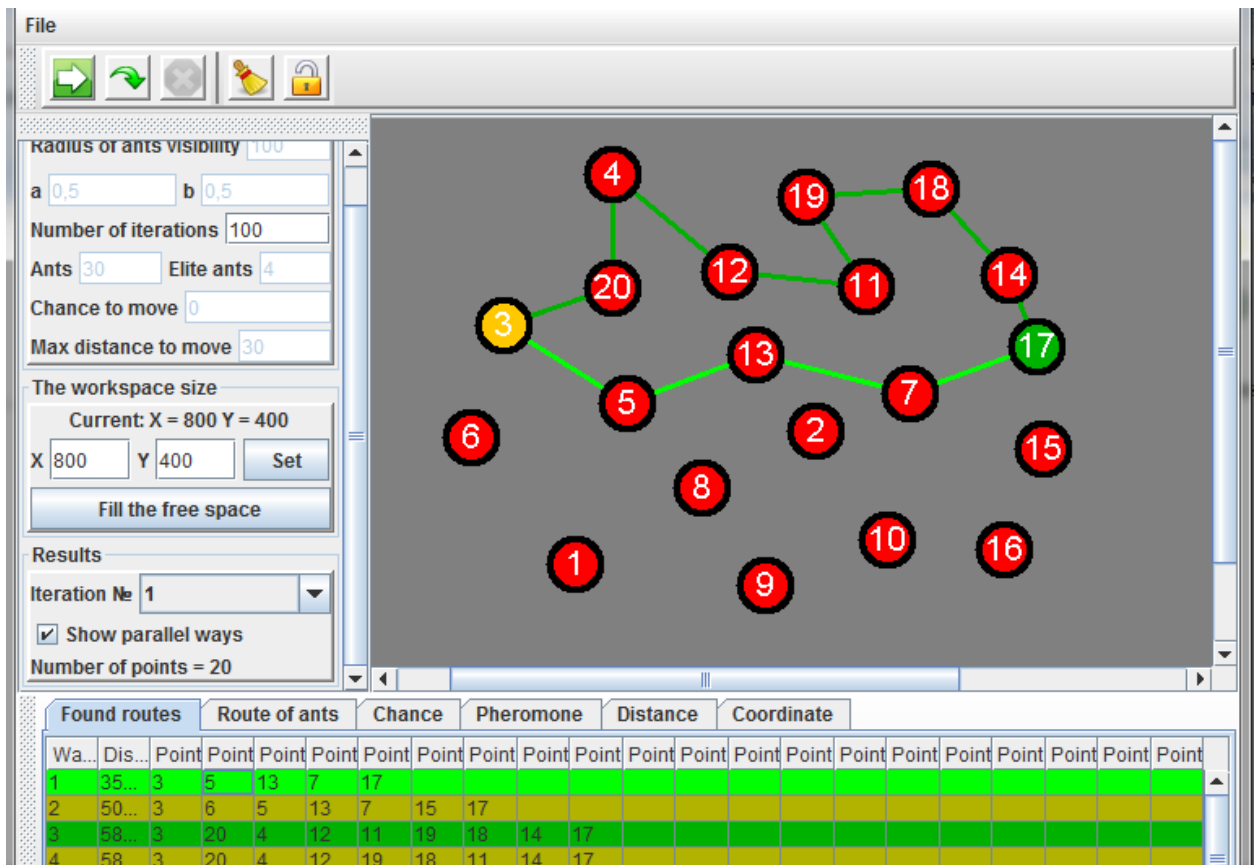 File
Radius of ants visibility 100
a 0,5 b 0,5
Number of iterations 100
Ants 30 Elite ants 4
Chance to move 0
Max distance to move 30
The workspace size
Current: X = 800 Y = 400
X 800 Y 400 Set
Fill the free space
Results
Iteration № 1
Show parallel ways
Number of points = 20
4
19
18
12
11
14
20
3
13
17
5
7
6
2
15
8
10
16
1
9
Found routes Route of ants Chance Pheromone Distance Coordinate
Wa... Dis... Point Point Point Point Point Point Point Point Point Point Point Point Point Point Point Point Point Point Point Point
1 35... 3 5 13 7 17
2 50... 3 6 5 13 7 15 17
3 58... 3 20 4 12 11 19 18 14 17
4 58... 3 20 4 12 19 18 11 14 17